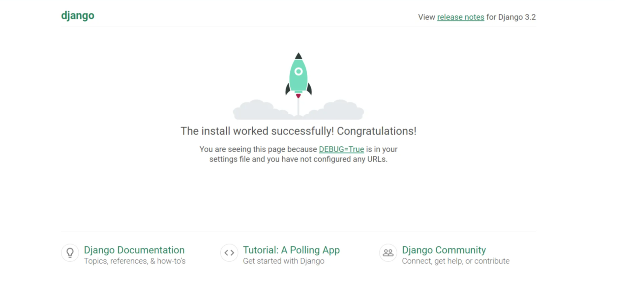 django
View release notes for Django 3.2
The install worked successfully! Congratulations!
You are seeing this page because DEBUG=True is in your
settings file and you have not configured any URLs.
Django Documentation
Topics, references, & how-to's
Tutorial: A Polling App
Get started with Django
Django Community
Connect, get help, or contribute